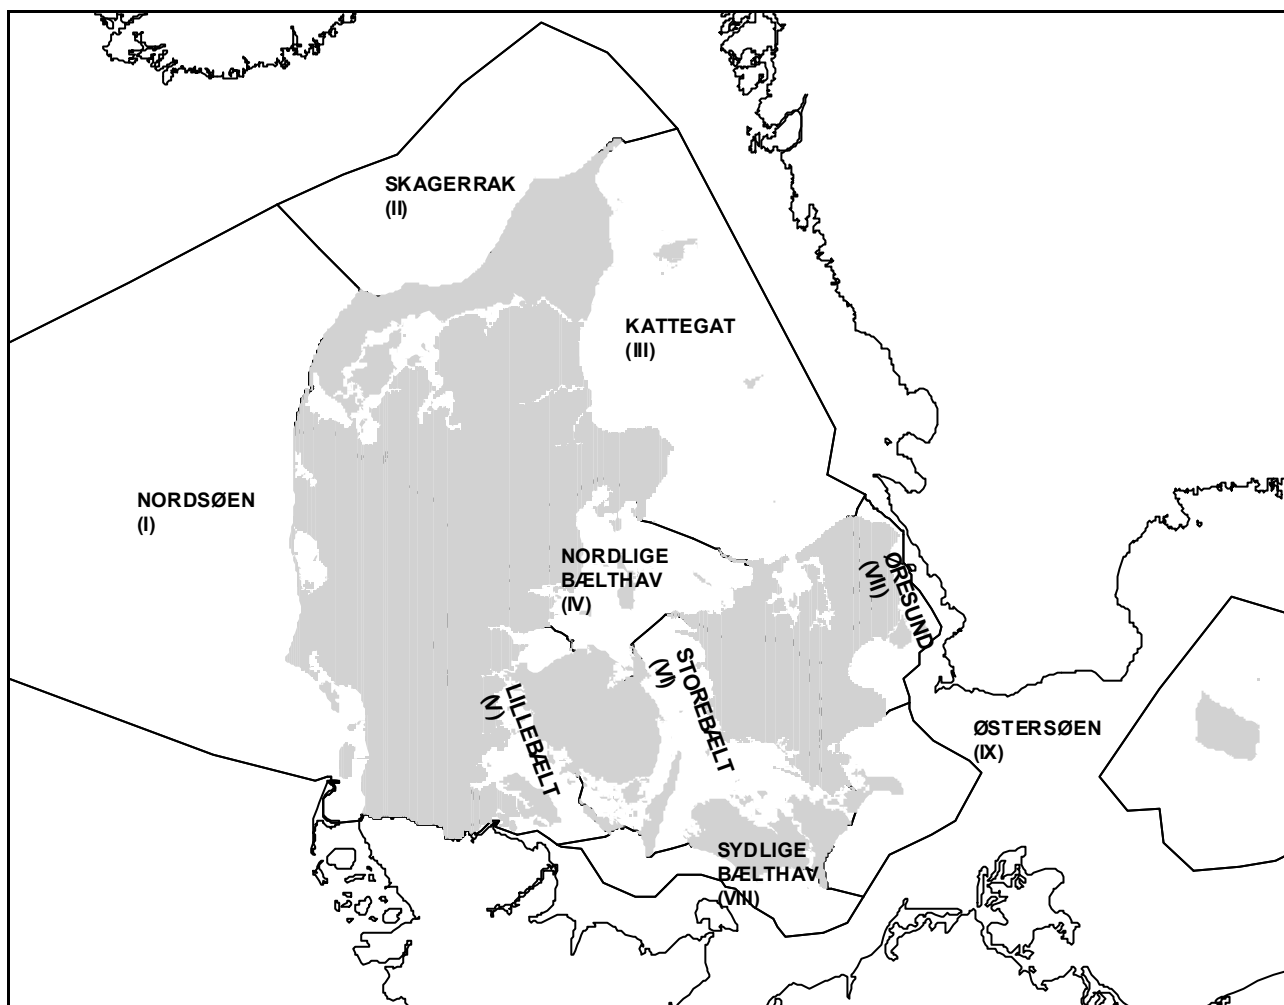 SKAGERRAK
(II)
KATTEGAT
(III)
NORDSØEN
(I)
NORDLIGE
BÆLTHAV
(IV)
ØRESUND
(VII)
STOREBÆLT
(VI)
LILLEBÆLT
(V)
ØSTERSØEN
(IX)
SYDLIGE
BÆLTHAV
(VIII)